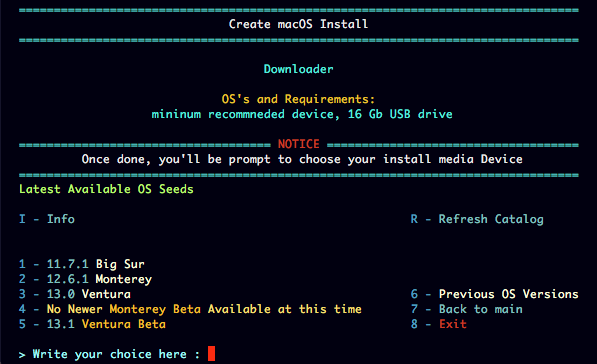 Create macOS Install
Downloader
OS's and Requirements:
mininum recommneded device, 16 Gb USB drive
NOTICE
Once done, you'll be prompt to choose your install media Device
Latest Available OS Seeds
I - Info R - Refresh Catalog
1 - 11.7.1 Big Sur
2 - 12.6.1 Monterey
3 - 13.0 Ventura 6 - Previous OS Versions
4 - No Newer Monterey Beta Available at this time 7 - Back to main
5 - 13.1 Ventura Beta 8 - Exit
> Write your choice here :